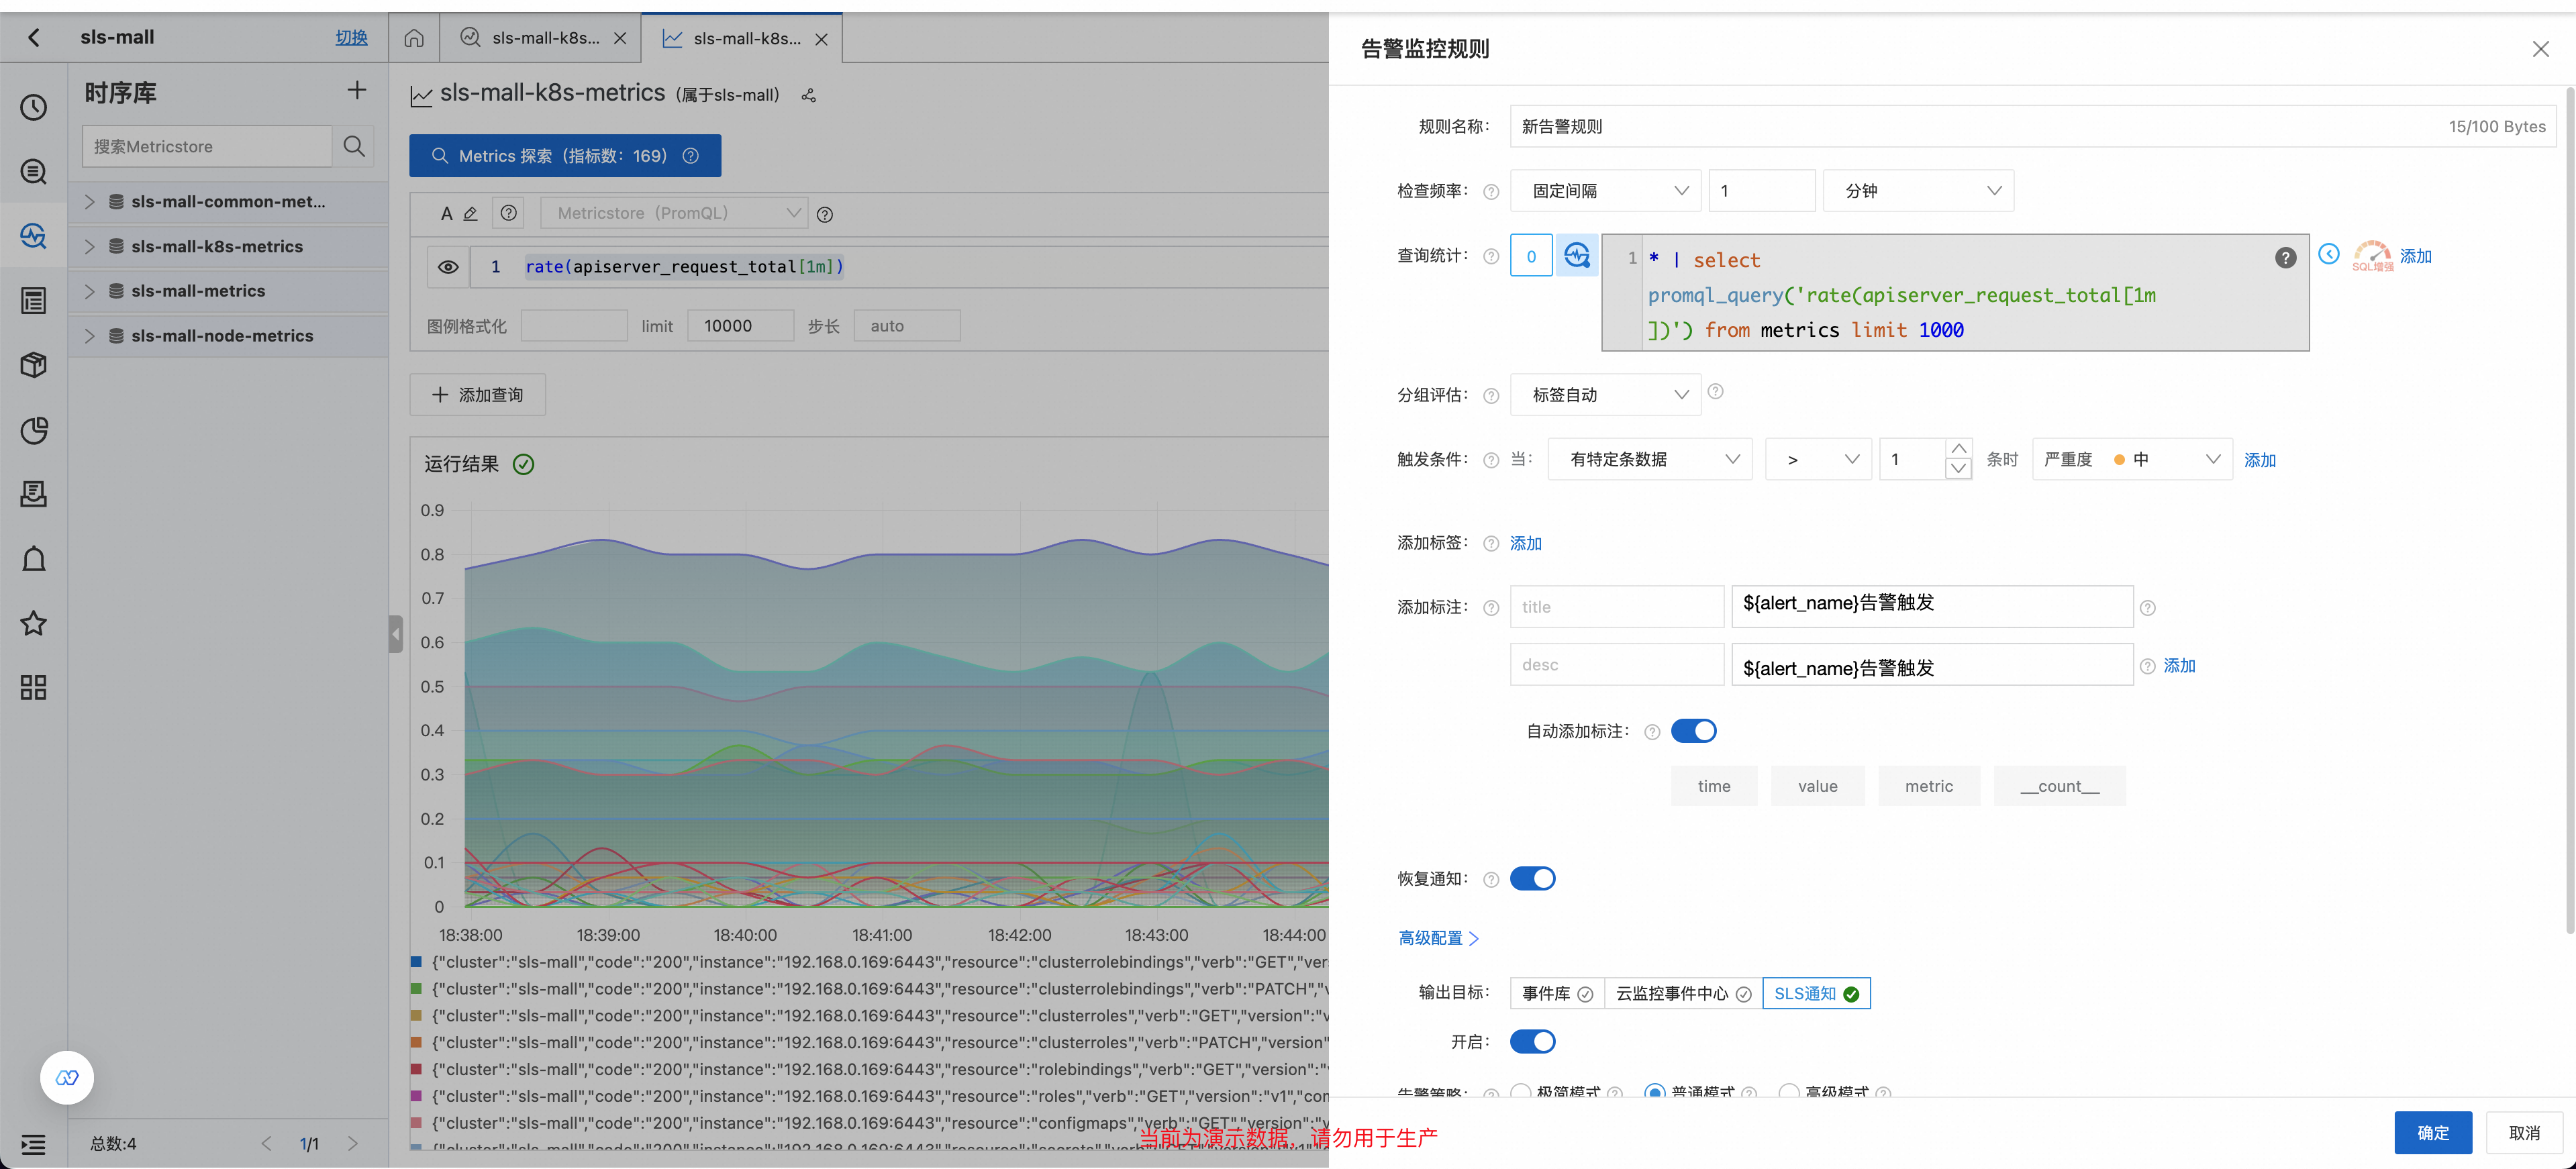 sls-mall
切换
sls-mall-k8s...
sls-mall-k8s...
时序库
搜索Metricstore
sls-mall-common-met...
sls-mall-k8s-metrics
sls-mall-metrics
sls-mall-node-metrics
总数:4
1/1
sls-mall-k8s-metrics (属于sls-mall)
Metrics 探索（指标数：169）
A
Metricstore（PromQL）
1 rate(apiserver_request_total[1m])
图例格式化 limit 10000 步长 auto
添加查询
运行结果
0.9
0.8
0.7
0.6
0.5
0.4
0.3
0.2
0.1
0
18:38:00 18:39:00 18:40:00 18:41:00 18:42:00 18:43:00 18:44:00
{"cluster":"sls-mall","code":"200","instance":"192.168.0.169:6443","resource":"clusterrolebindings","verb":"GET","ver
{"cluster":"sls-mall","code":"200","instance":"192.168.0.169:6443","resource":"clusterrolebindings","verb":"PATCH","v
{"cluster":"sls-mall","code":"200","instance":"192.168.0.169:6443","resource":"clusterroles","verb":"GET","version":"v
{"cluster":"sls-mall","code":"200","instance":"192.168.0.169:6443","resource":"clusterroles","verb":"PATCH","version"
{"cluster":"sls-mall","code":"200","instance":"192.168.0.169:6443","resource":"rolebindings","verb":"GET","version":"
{"cluster":"sls-mall","code":"200","instance":"192.168.0.169:6443","resource":"roles","verb":"GET","version":"v1","con
{"cluster":"sls-mall","code":"200","instance":"192.168.0.169:6443","resource":"configmaps","verb":"GET","version":"v
当前为演示数据，请勿用于生产
告警监控规则
规则名称： 新告警规则 15/100 Bytes
检查频率： 固定间隔 1 分钟
查询统计： 0
1 * | select
promql_query('rate(apiserver_request_total[1m
])') from metrics limit 1000
SQL增强 添加
分组评估： 标签自动
触发条件： 当： 有特定条数据 > 1 条时 严重度 中 添加
添加标签： 添加
添加标注： title ${alert_name}告警触发
desc ${alert_name}告警触发 添加
自动添加标注：
time value metric __count__
恢复通知：
高级配置
输出目标： 事件库 云监控事件中心 SLS通知
开启：
告警策略： 极简模式 普通模式 高级模式
确定 取消